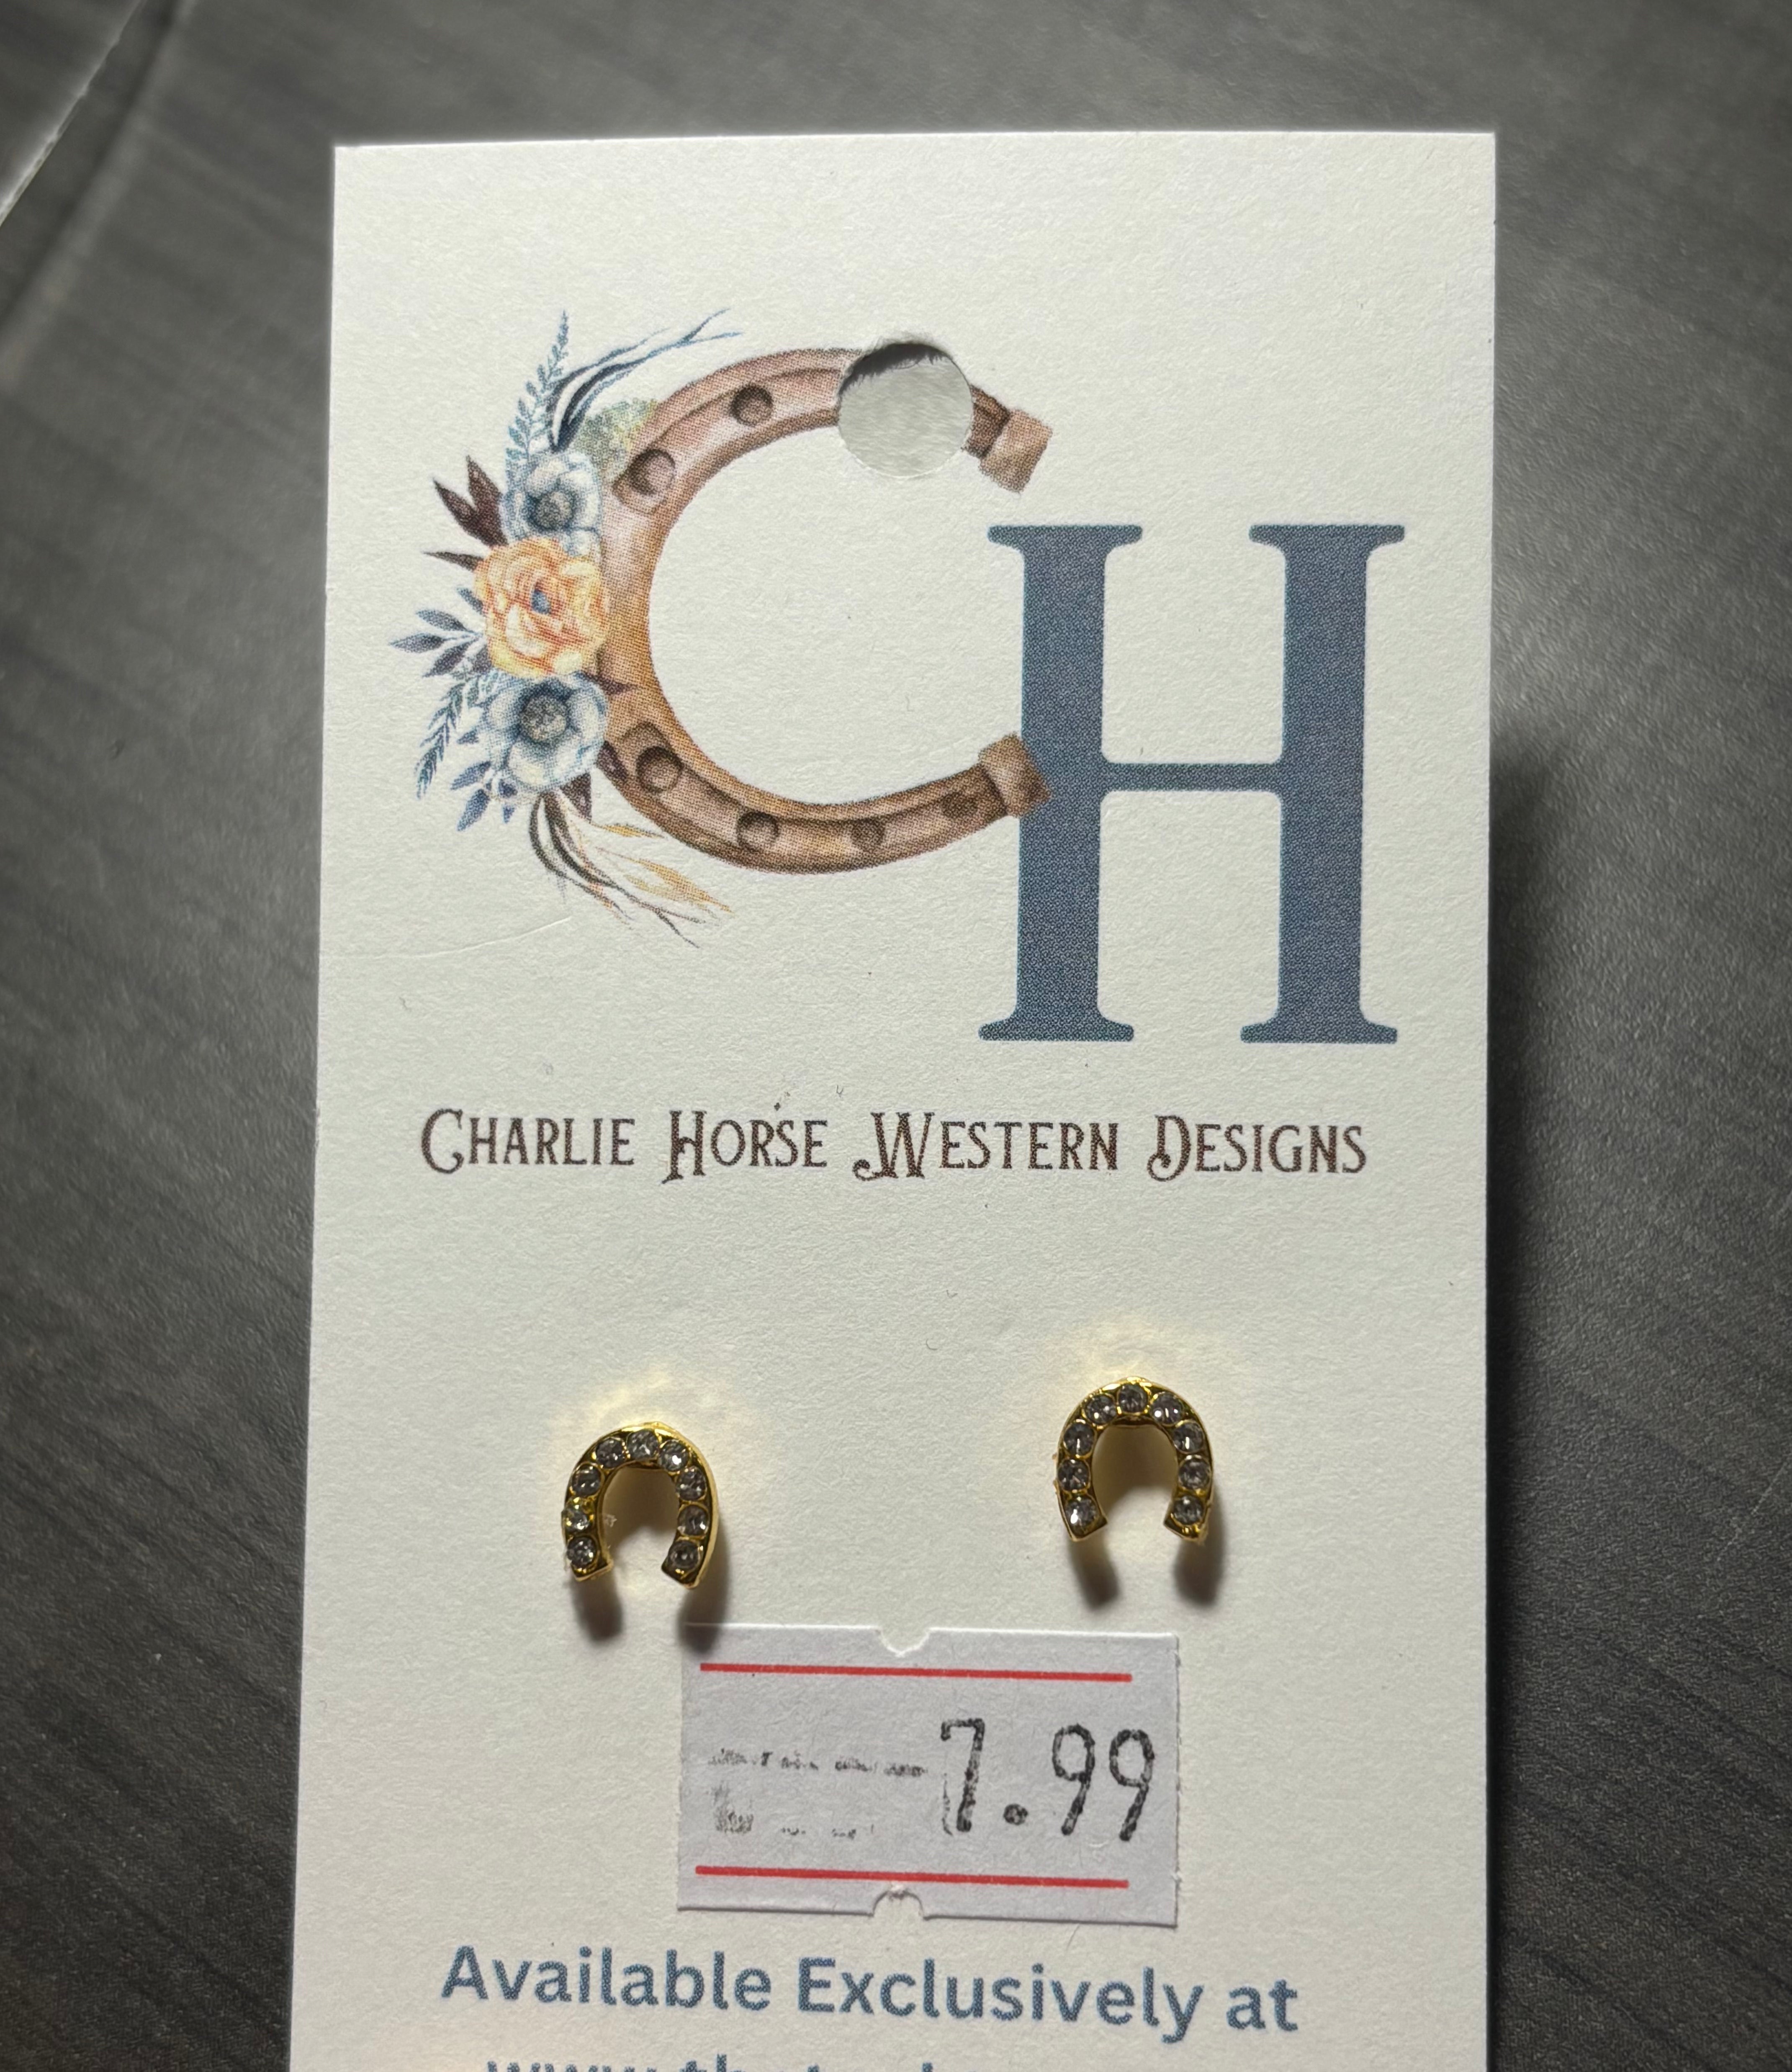 CH
CHARLIE HORSE WESTERN DESIGNS
7.99
Available Exclusively at